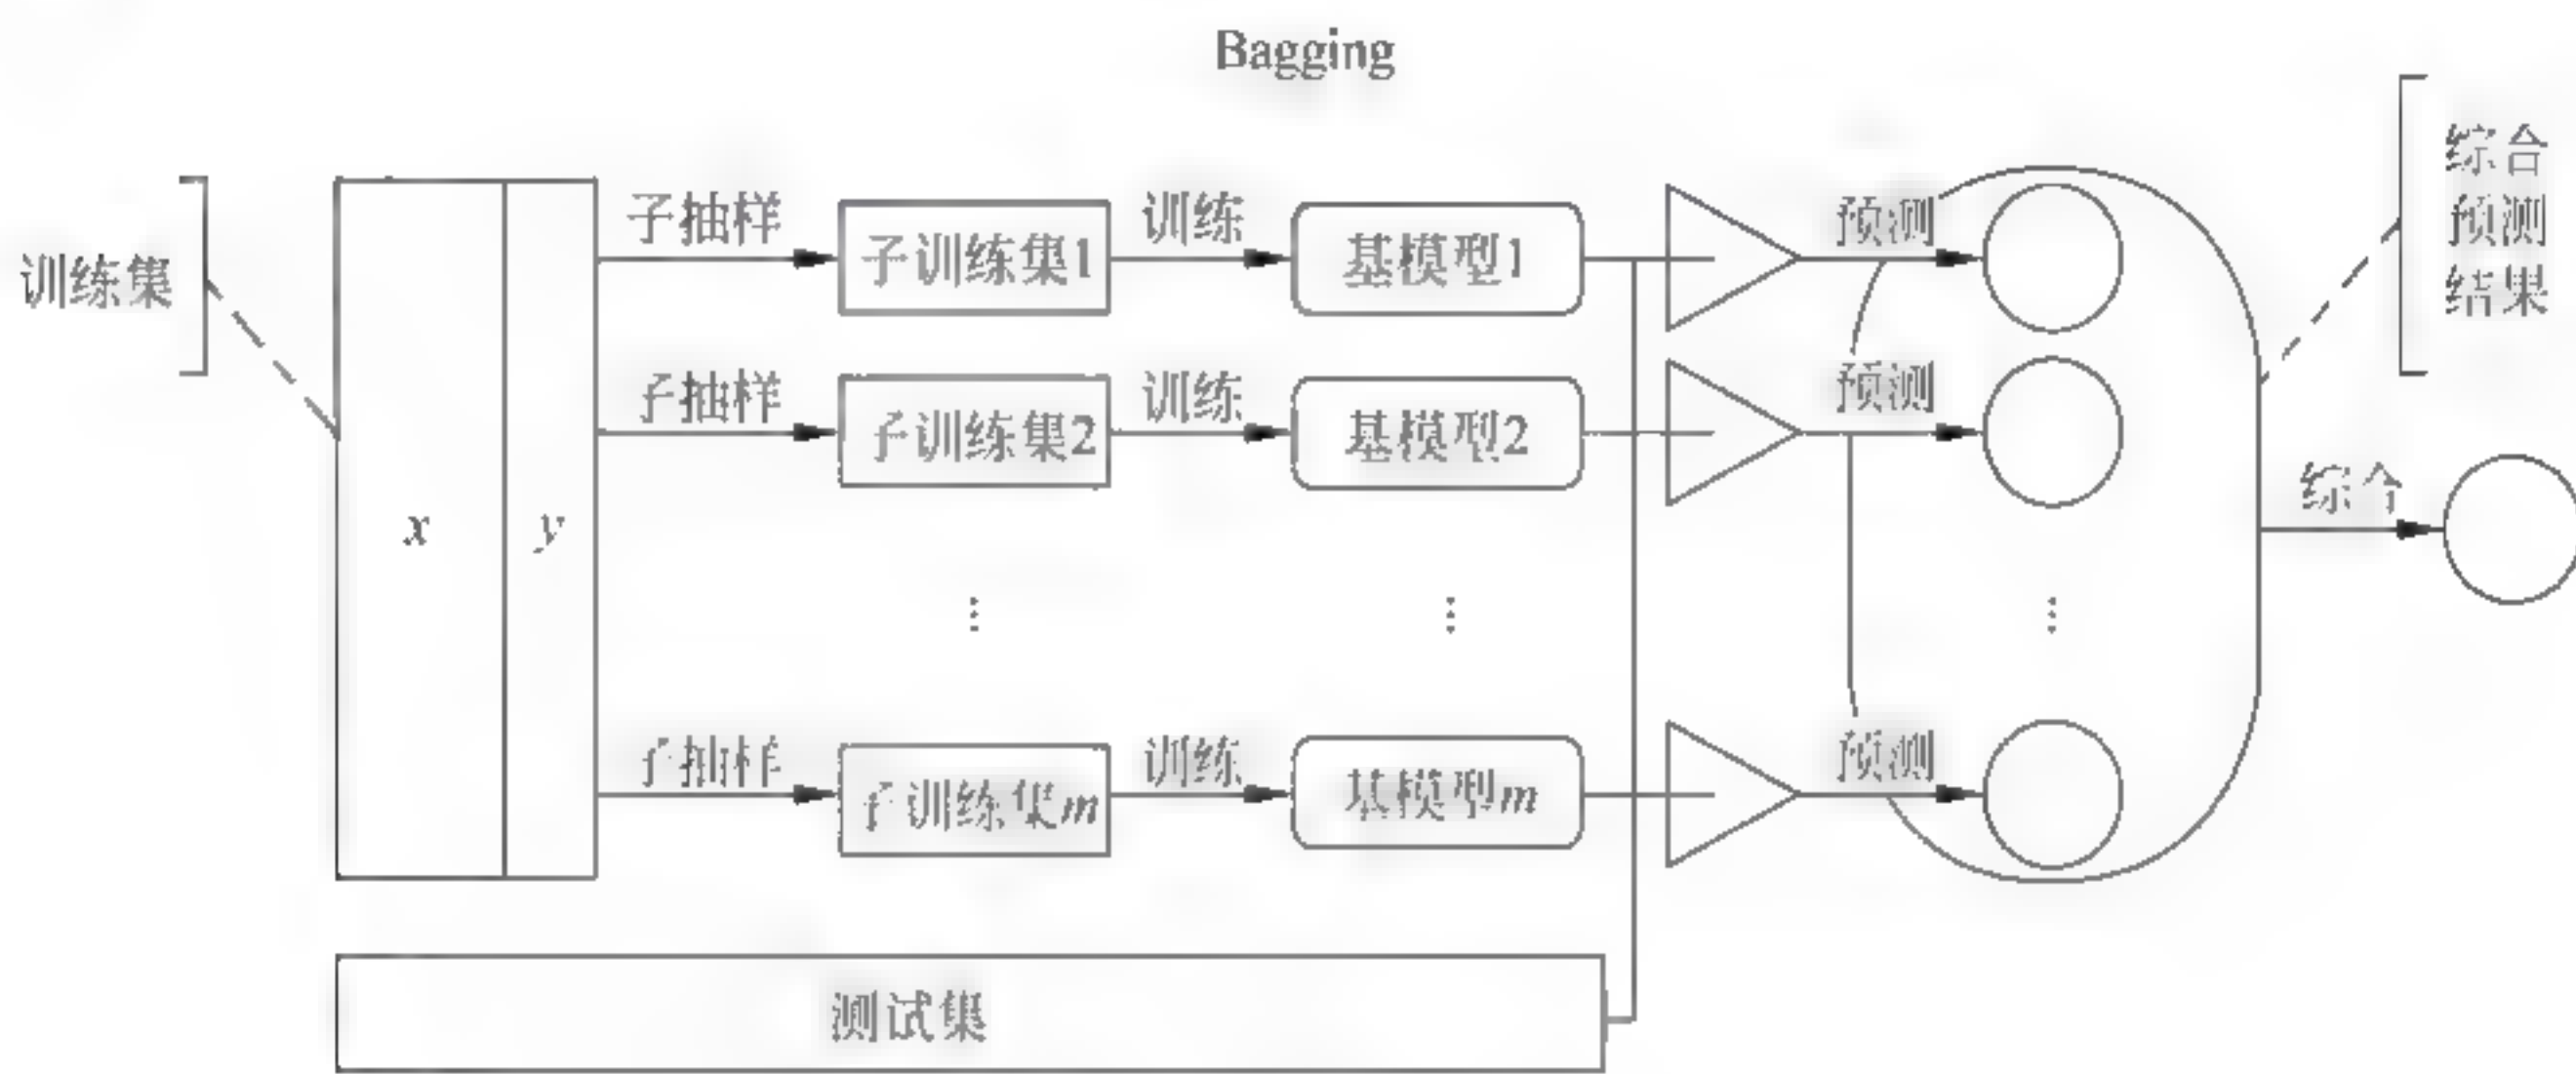 Bagging
训练集
x
y
子抽样
子训练集1
训练
基模型1
预测
子抽样
子训练集2
训练
基模型2
预测
⋮
⋮
⋮
子抽样
子训练集m
训练
基模型m
预测
测试集
综合
预测
结果
综合